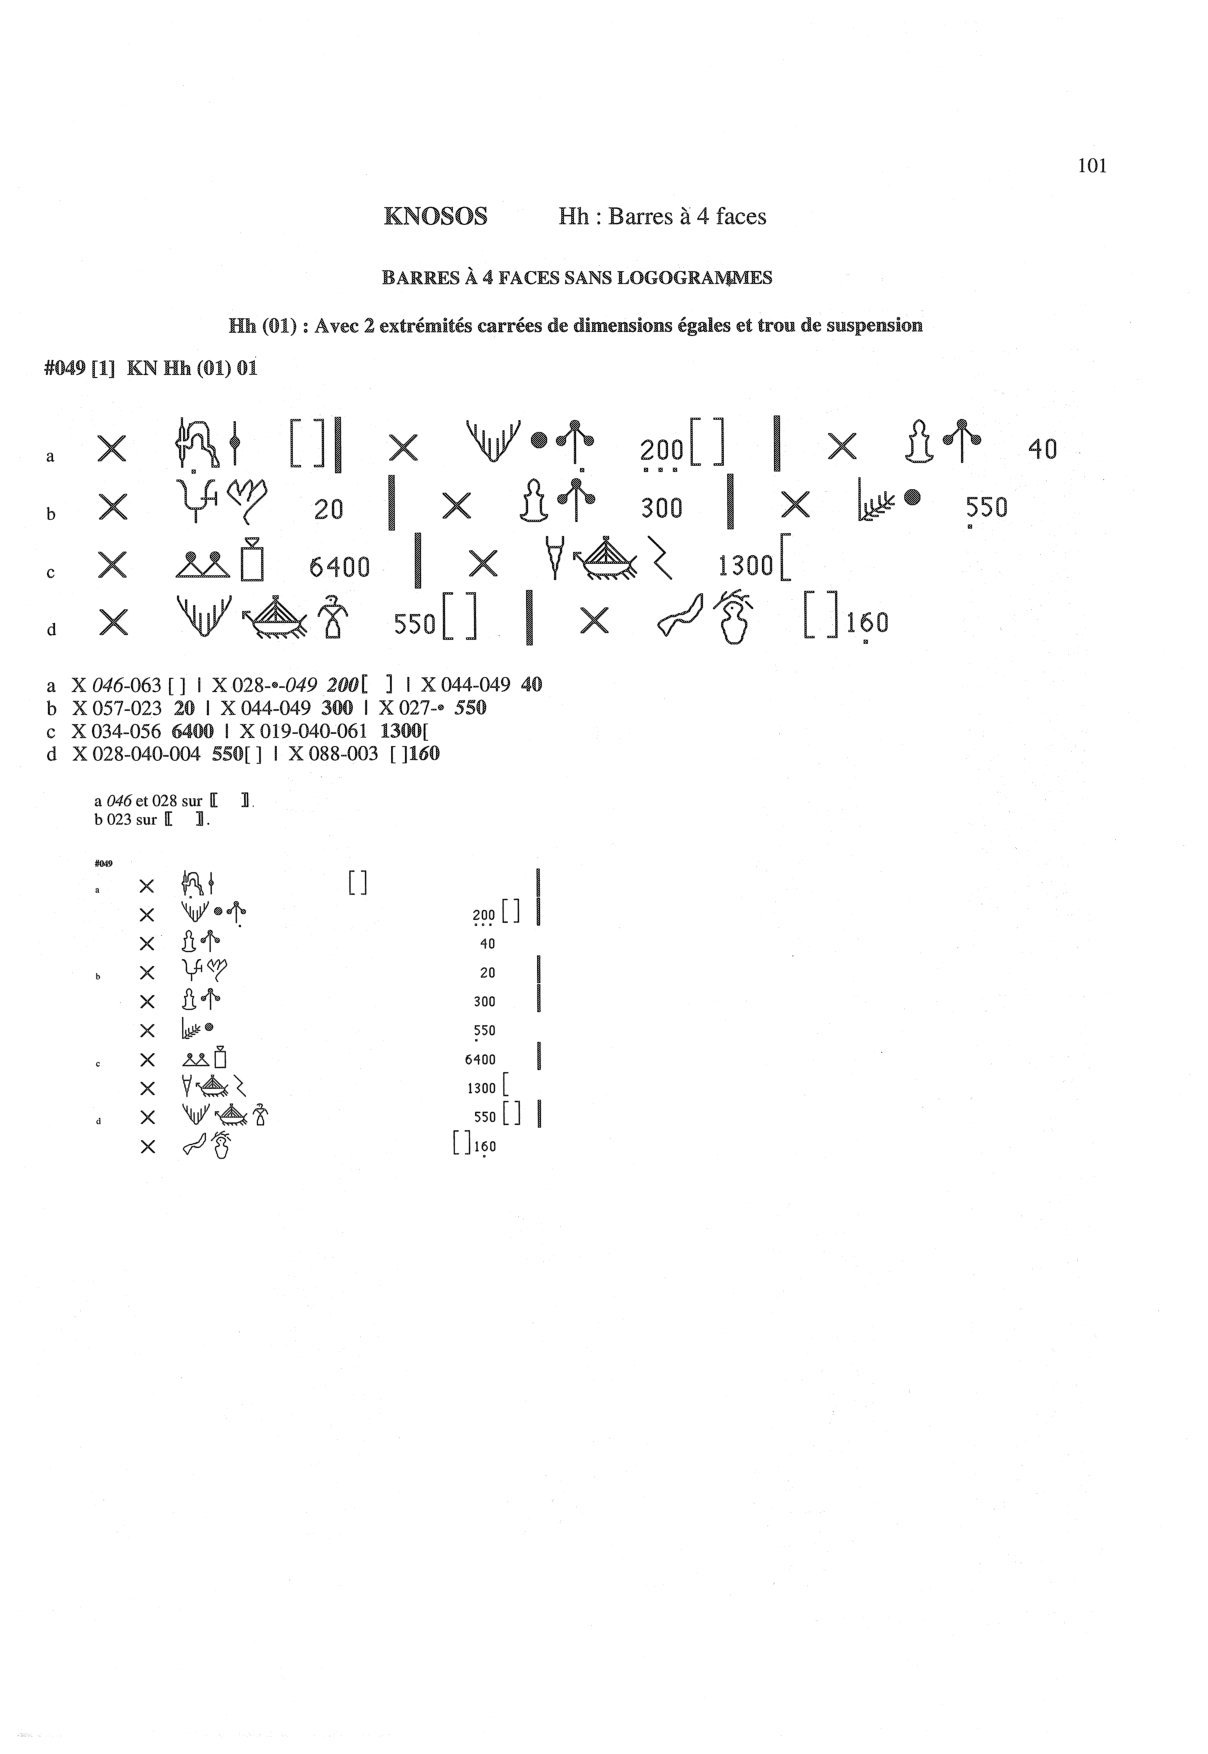 101
KNOSOS Hh : Barres à 4 faces
BARRES À 4 FACES SANS LOGOGRAMMES
Hh (01) : Avec 2 extrémités carrées de dimensions égales et trou de suspension
#049 [1] KN Hh (01) 01
a × [ ] | × 200 [ ] | × 40
b × 20 | × 300 | × 550
c × 6400 | × 1300 [
d × 550 [ ] | × [ ] 160
a X 046-063 [ ] | X 028-•-049 200[ ] | X 044-049 40
b X 057-023 20 | X 044-049 300 | X 027-• 550
c X 034-056 6400 | X 019-040-061 1300[
d X 028-040-004 550[ ] | X 088-003 [ ]160
a 046 et 028 sur ⟦ ⟧.
b 023 sur ⟦ ⟧.
#049
a × [ ] |
× 200 [ ] |
× 40
b × 20 |
× 300 |
× 550
c × 6400 |
× 1300 [
d × 550 [ ] |
× [ ] 160